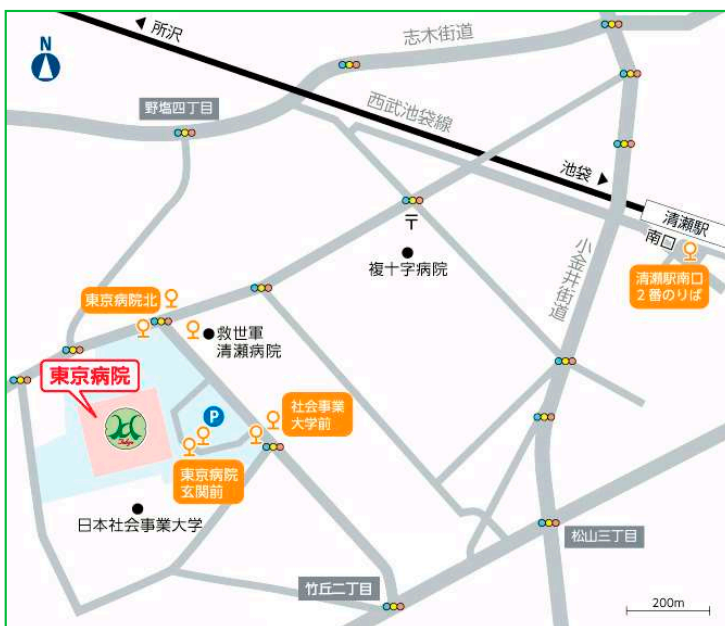 N
所沢
志木街道
野塩四丁目
西武池袋線
池袋
清瀬駅
南口
〒
複十字病院
小金井街道
清瀬駅南口
2番のりば
東京病院北
救世軍
清瀬病院
東京病院
P
社会事業
大学前
東京病院
玄関前
日本社会事業大学
松山三丁目
竹丘二丁目
200m